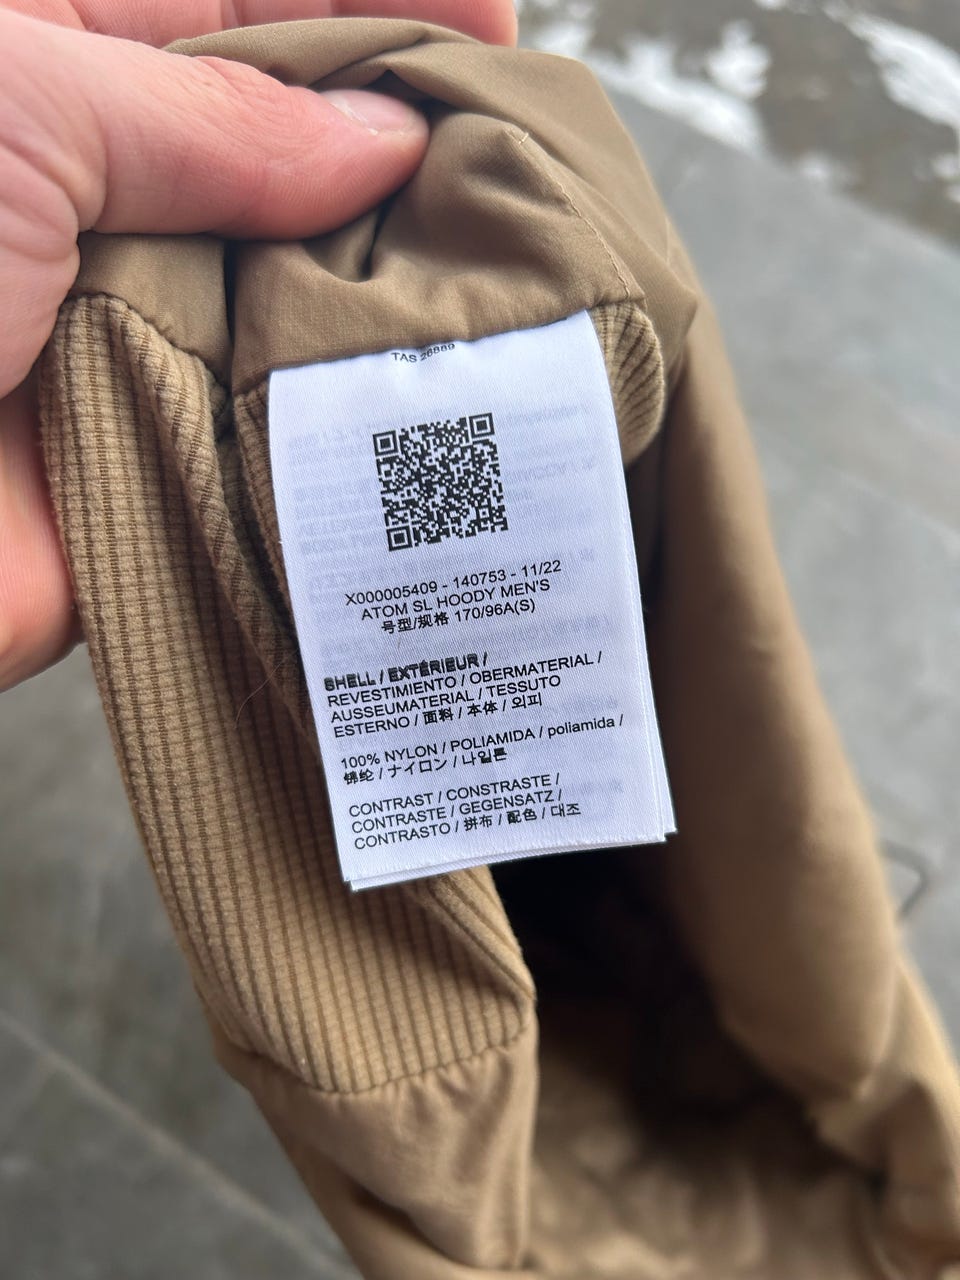 TAS 26889
X000005409 - 140753 - 11/22
ATOM SL HOODY MEN'S
号型/规格 170/96A(S)
SHELL / EXTÉRIEUR /
REVESTIMIENTO / OBERMATERIAL /
AUSSEUMATERIAL / TESSUTO
ESTERNO / 面料 / 本体 / 외피
100% NYLON / POLIAMIDA / poliamida /
锦纶 / ナイロン / 나일론
CONTRAST / CONSTRASTE /
CONTRASTE / GEGENSATZ /
CONTRASTO / 拼布 / 配色 / 대조